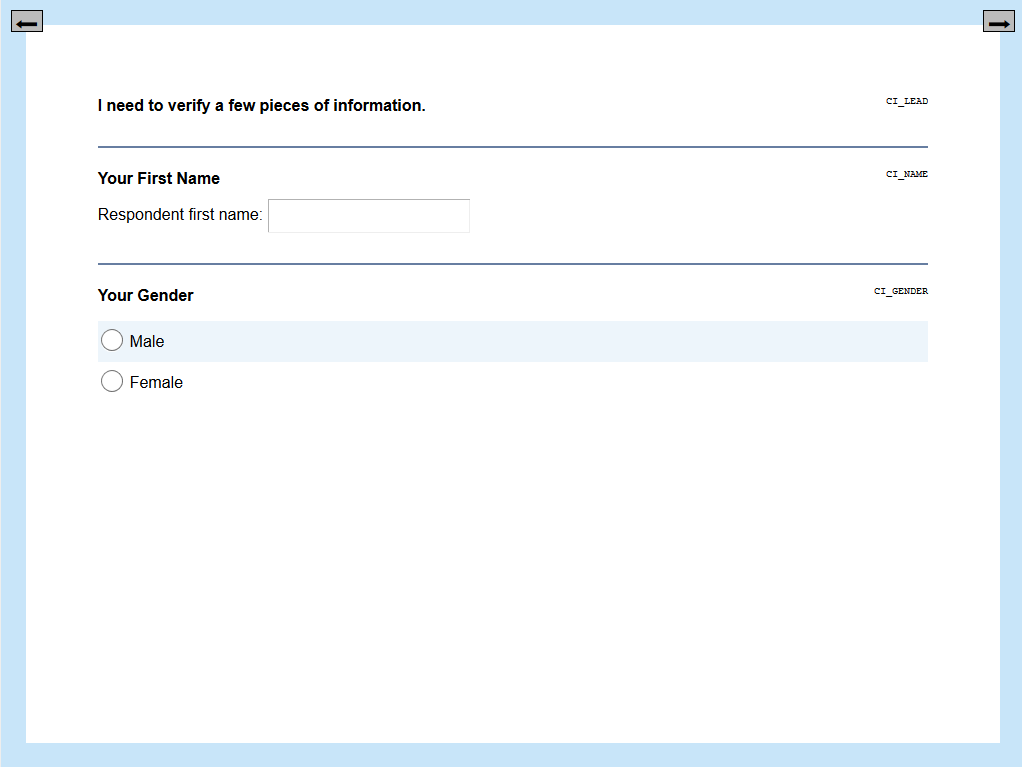 I need to verify a few pieces of information.
CI_LEAD
Your First Name
CI_NAME
Respondent first name:
Your Gender
CI_GENDER
Male
Female